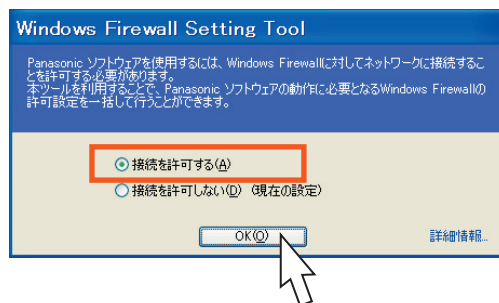 Windows Firewall Setting Tool
Panasonic ソフトウェアを使用するには、Windows Firewallに対してネットワークに接続するこ
とを許可する必要があります。
本ツールを利用することで、Panasonic ソフトウェアの動作に必要となるWindows Firewallの
許可設定を一括して行うことができます。
接続を許可する(A)
接続を許可しない(D) (現在の設定)
OK(O)
詳細情報...